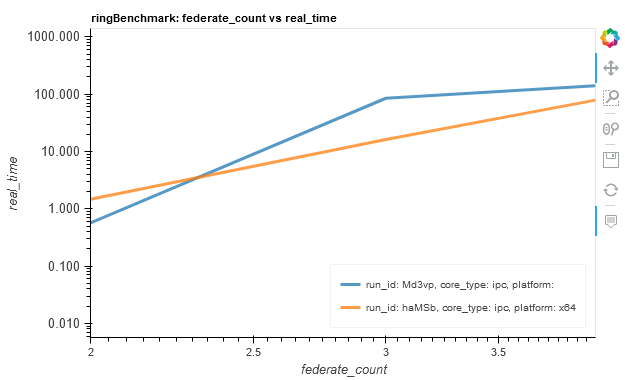 ringBenchmark: federate_count vs real_time
1000.000
100.000
10.000
1.000
0.100
0.010
real_time
run_id: Md3vp, core_type: ipc, platform:
run_id: haMSb, core_type: ipc, platform: x64
2
2.5
3
3.5
federate_count